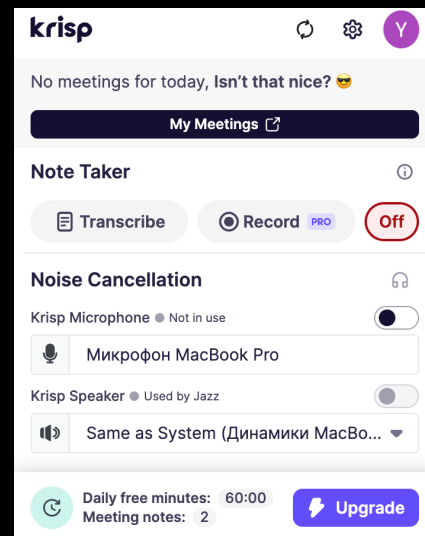 krisp
Y
No meetings for today, Isn't that nice? 😎
My Meetings
Note Taker
Transcribe
Record PRO
Off
Noise Cancellation
Krisp Microphone Not in use
Микрофон MacBook Pro
Krisp Speaker Used by Jazz
Same as System (Динамики MacBo...
Daily free minutes: 60:00
Meeting notes: 2
Upgrade